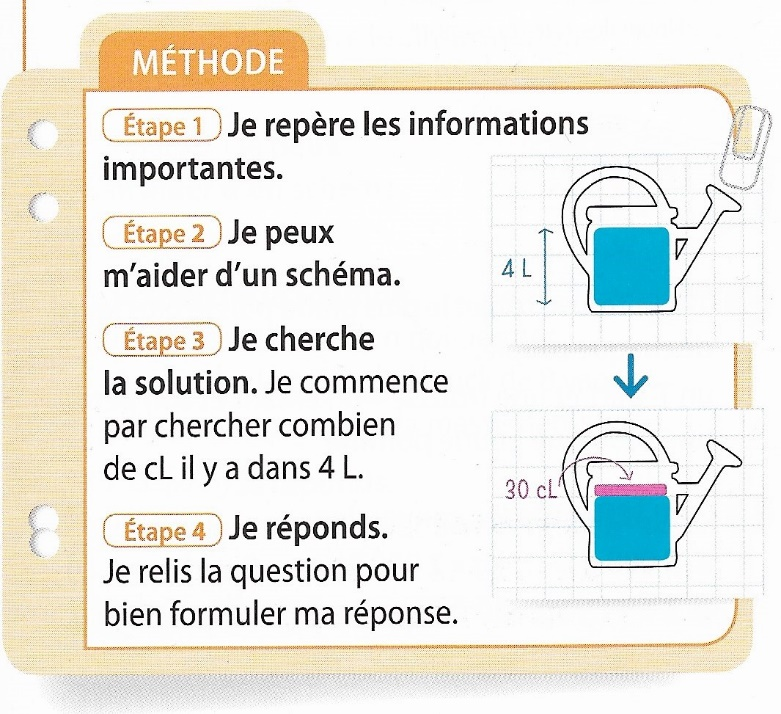 MÉTHODE
Étape 1 Je repère les informations
importantes.
Étape 2 Je peux
m'aider d'un schéma.
4 L
Étape 3 Je cherche
la solution. Je commence
par chercher combien
de cL il y a dans 4 L.
30 cL
Étape 4 Je réponds.
Je relis la question pour
bien formuler ma réponse.